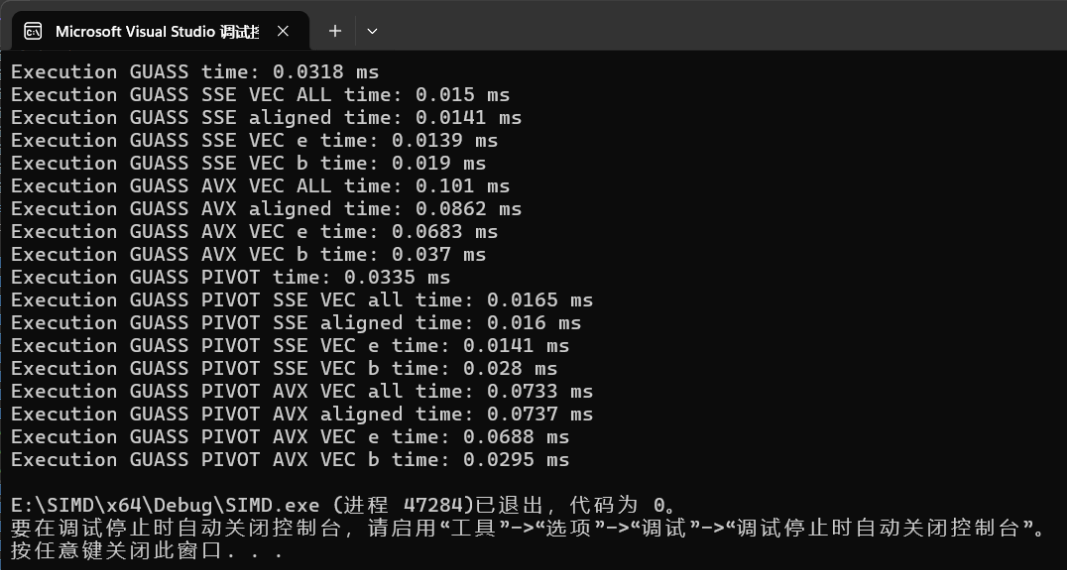 Microsoft Visual Studio 调试控
Execution GUASS time: 0.0318 ms
Execution GUASS SSE VEC ALL time: 0.015 ms
Execution GUASS SSE aligned time: 0.0141 ms
Execution GUASS SSE VEC e time: 0.0139 ms
Execution GUASS SSE VEC b time: 0.019 ms
Execution GUASS AVX VEC ALL time: 0.101 ms
Execution GUASS AVX aligned time: 0.0862 ms
Execution GUASS AVX VEC e time: 0.0683 ms
Execution GUASS AVX VEC b time: 0.037 ms
Execution GUASS PIVOT time: 0.0335 ms
Execution GUASS PIVOT SSE VEC all time: 0.0165 ms
Execution GUASS PIVOT SSE aligned time: 0.016 ms
Execution GUASS PIVOT SSE VEC e time: 0.0141 ms
Execution GUASS PIVOT SSE VEC b time: 0.028 ms
Execution GUASS PIVOT AVX VEC all time: 0.0733 ms
Execution GUASS PIVOT AVX aligned time: 0.0737 ms
Execution GUASS PIVOT AVX VEC e time: 0.0688 ms
Execution GUASS PIVOT AVX VEC b time: 0.0295 ms
E:\SIMD\x64\Debug\SIMD.exe (进程 47284)已退出，代码为 0。
要在调试停止时自动关闭控制台，请启用“工具”->“选项”->“调试”->“调试停止时自动关闭控制台”。
按任意键关闭此窗口. . .